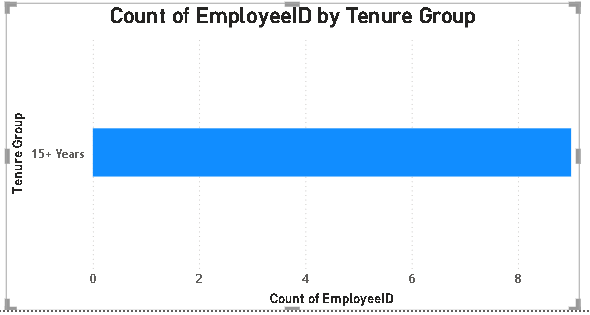 Count of EmployeeID by Tenure Group
Tenure Group
15+ Years
0 2 4 6 8
Count of EmployeeID